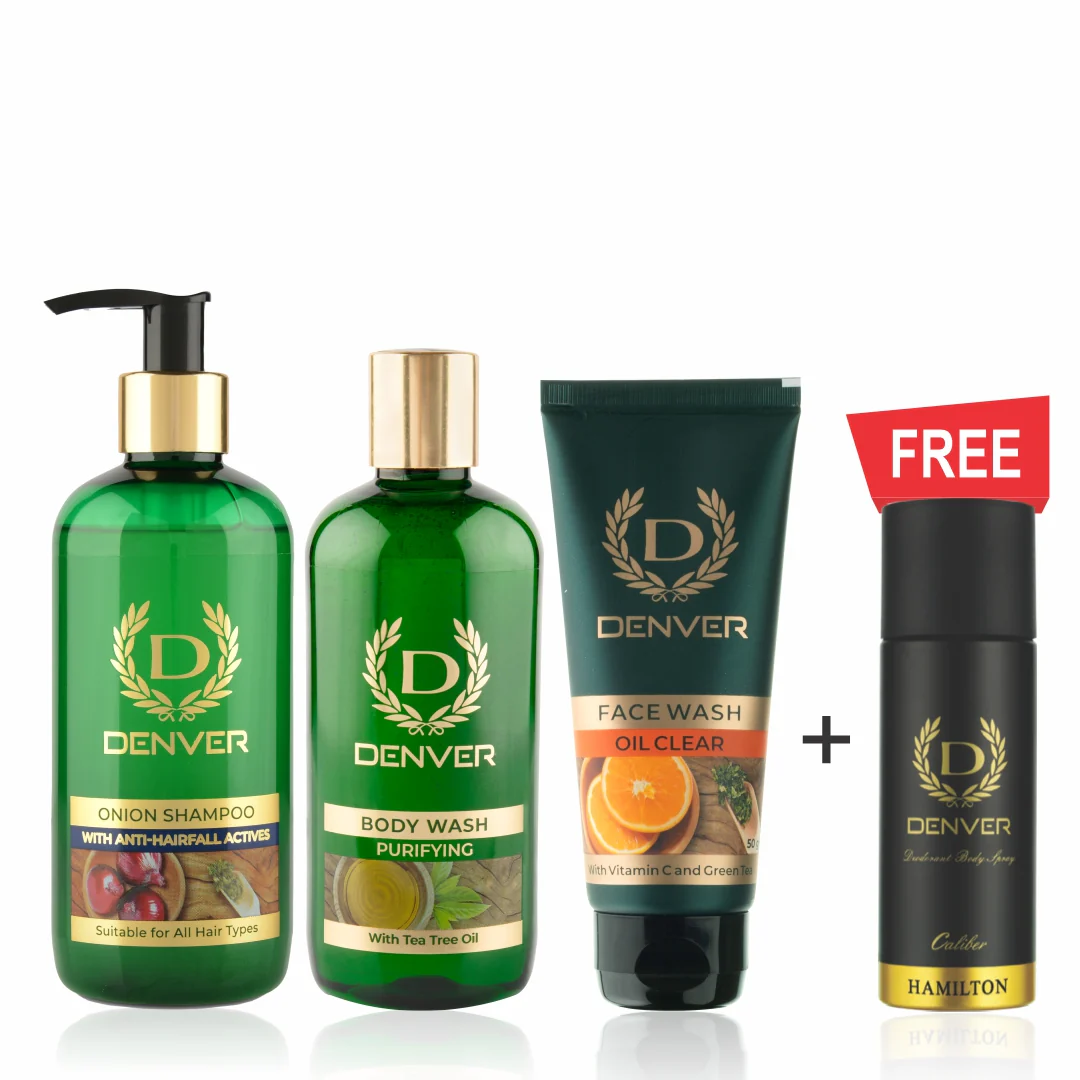 D
DENVER
ONION SHAMPOO
WITH ANTI-HAIRFALL ACTIVES
Suitable for All Hair Types
D
DENVER
BODY WASH
PURIFYING
With Tea Tree Oil
D
DENVER
FACE WASH
OIL CLEAR
50 g
With Vitamin C and Green Tea
+
FREE
D
DENVER
Deodorant Body Spray
Caliber
HAMILTON